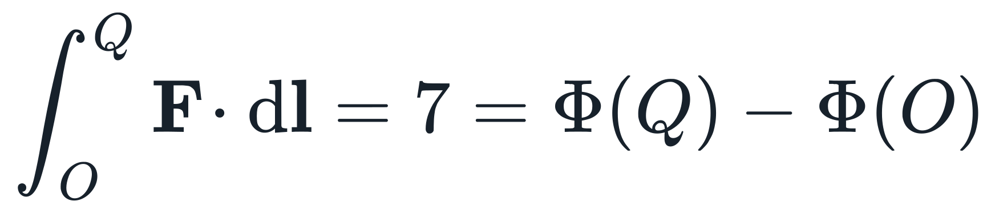 ∫_O^Q 𝐅 · d𝐥 = 7 = Φ(Q) − Φ(O)